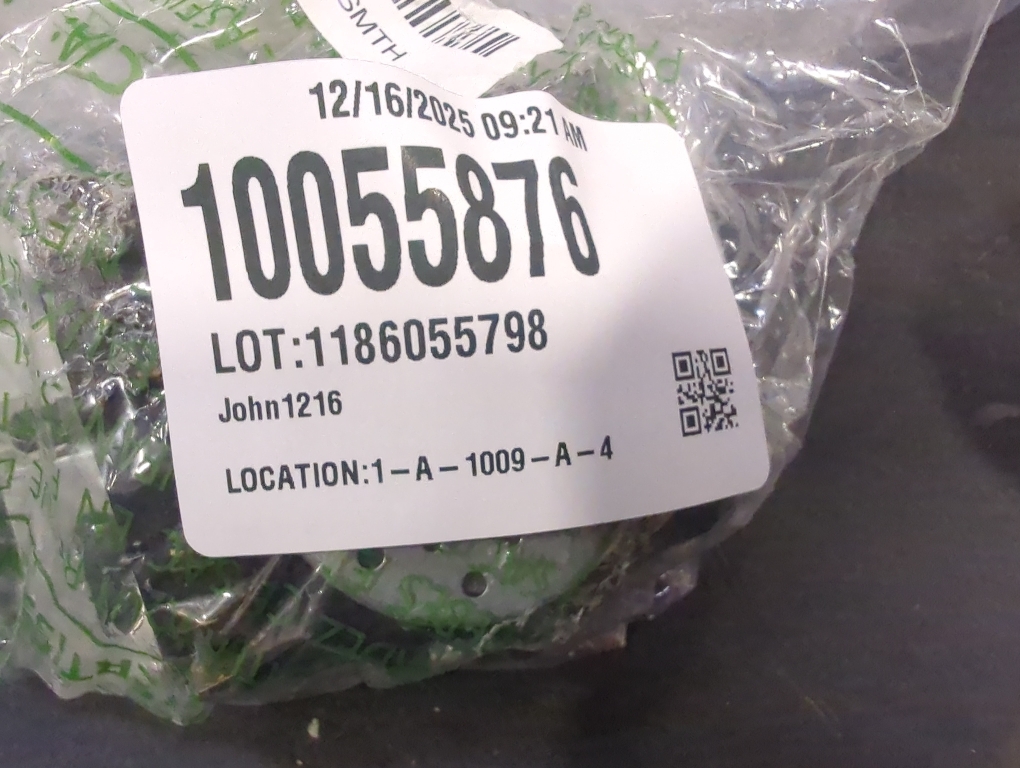 SMTH
12/16/2025 09:21 AM
10055876
LOT:1186055798
John1216
LOCATION:1-A-1009-A-4